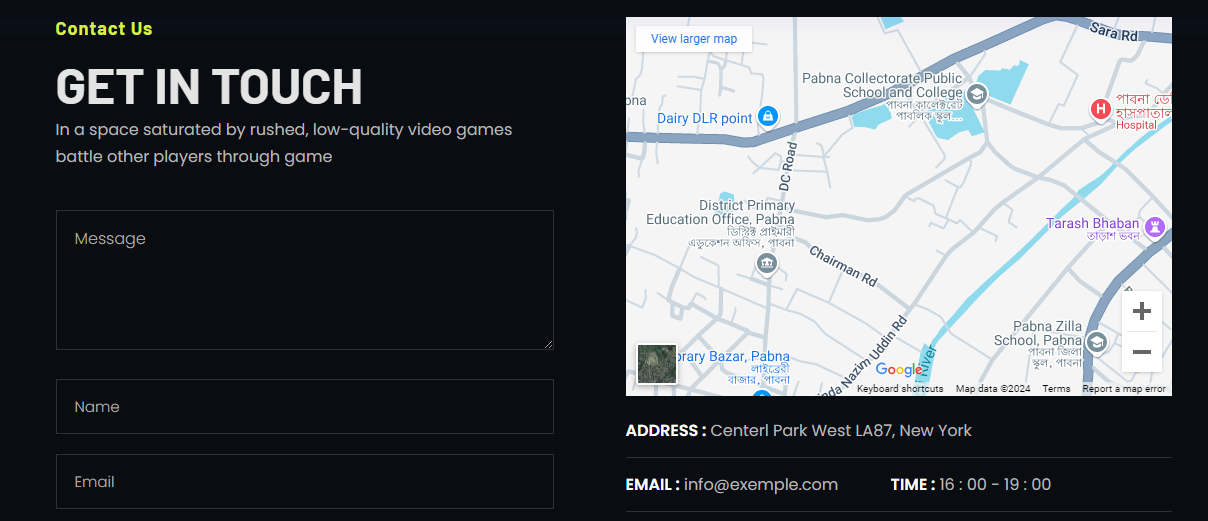 Contact Us
GET IN TOUCH
In a space saturated by rushed, low-quality video games
battle other players through game
Message
Name
Email
View larger map
Sara Rd
Pabna Collectorate Public
School and College
পাবনা কালেক্টরেট
পাবলিক স্কুল...
ona
Dairy DLR point
পাবনা ডে
হাসপাতাল
Hospital
DC Road
District Primary
Education Office, Pabna
ডিস্ট্রিক্ট প্রাইমারী
এডুকেশন অফিস, পাবনা
Tarash Bhaban
তাড়াশ ভবন
Chairman Rd
Pabna Zilla
School, Pabna
পাবনা জিলা
স্কুল, পাবনা
brary Bazar, Pabna
লাইব্রেরী
বাজার, পাবনা
nda Nazim Uddin Rd
River
Google
Keyboard shortcuts Map data ©2024 Terms Report a map error
ADDRESS : Centerl Park West LA87, New York
EMAIL : info@exemple.com TIME : 16 : 00 - 19 : 00